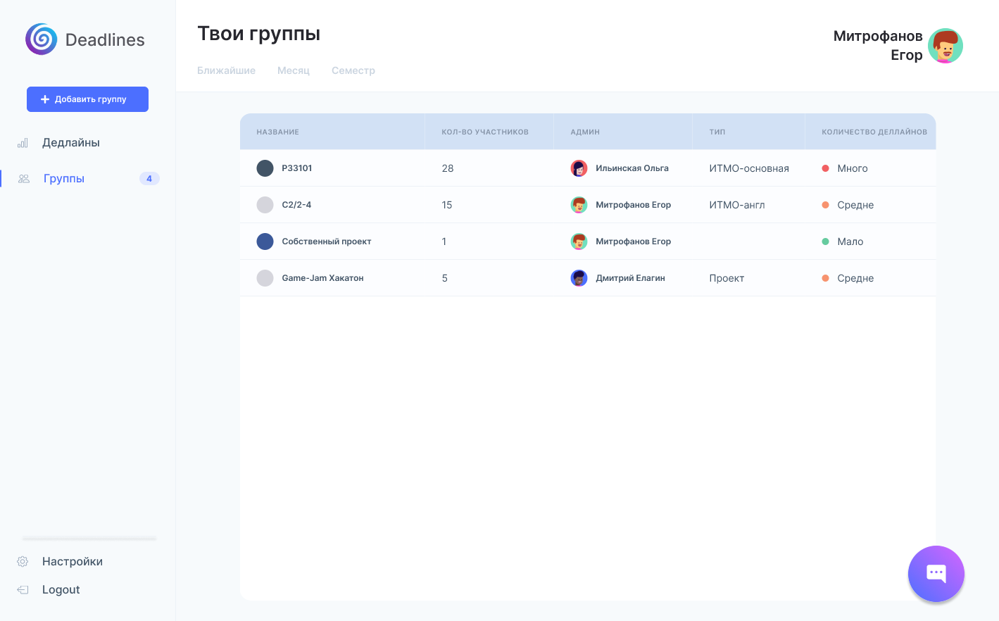 Deadlines
Добавить группу
Дедлайны
Группы 4
Настройки
Logout
Твои группы
Ближайшие Месяц Семестр
Митрофанов
Егор
НАЗВАНИЕ КОЛ-ВО УЧАСТНИКОВ АДМИН ТИП КОЛИЧЕСТВО ДЕЛЛАЙНОВ
P33101 28 Ильинская Ольга ИТМО-основная Много
C2/2-4 15 Митрофанов Егор ИТМО-англ Средне
Собственный проект 1 Митрофанов Егор Мало
Game-Jam Хакатон 5 Дмитрий Елагин Проект Средне